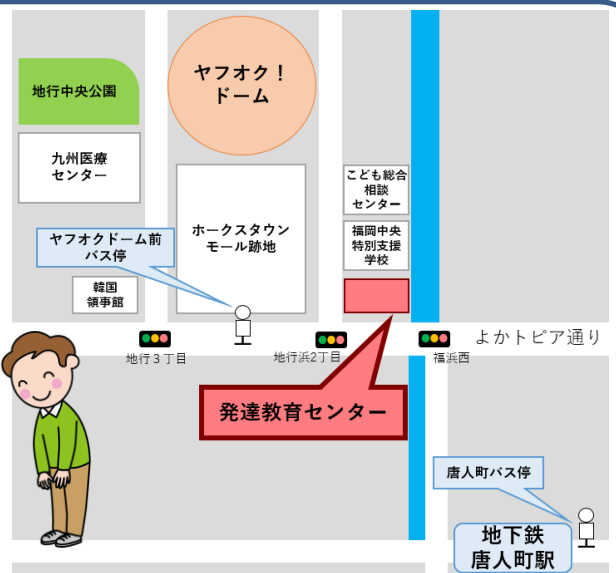 地行中央公園
ヤフオク！
ドーム
九州医療
センター
こども総合
相談
センター
ホークスタウン
モール跡地
福岡中央
特別支援
学校
ヤフオクドーム前
バス停
韓国
領事館
よかトピア通り
地行３丁目
地行浜2丁目
福浜西
発達教育センター
唐人町バス停
地下鉄
唐人町駅